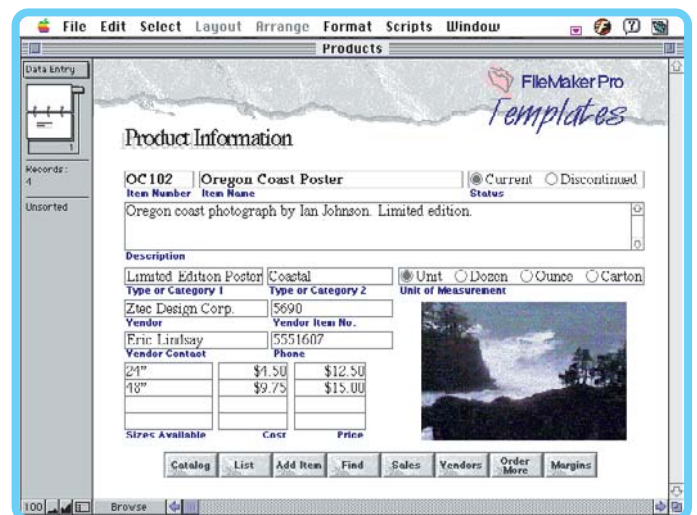 File Edit Select Layout Arrange Format Scripts Window
Products
Data Entry
1
Records:
4
Unsorted
FileMaker Pro
Templates
Product Information
OC102 Oregon Coast Poster Current Discontinued
Item Number Item Name Status
Oregon coast photograph by Ian Johnson. Limited edition.
Description
Limited Edition Poster Coastal Unit Dozen Ounce Carton
Type or Category 1 Type or Category 2 Unit of Measurement
Ztec Design Corp. 5690
Vendor Vendor Item No.
Eric Lindsay 5551607
Vendor Contact Phone
24" $4.50 $12.50
48" $9.75 $15.00
Sizes Available Cost Price
Catalog List Add Item Find Sales Vendors Order More Margins
100 Browse